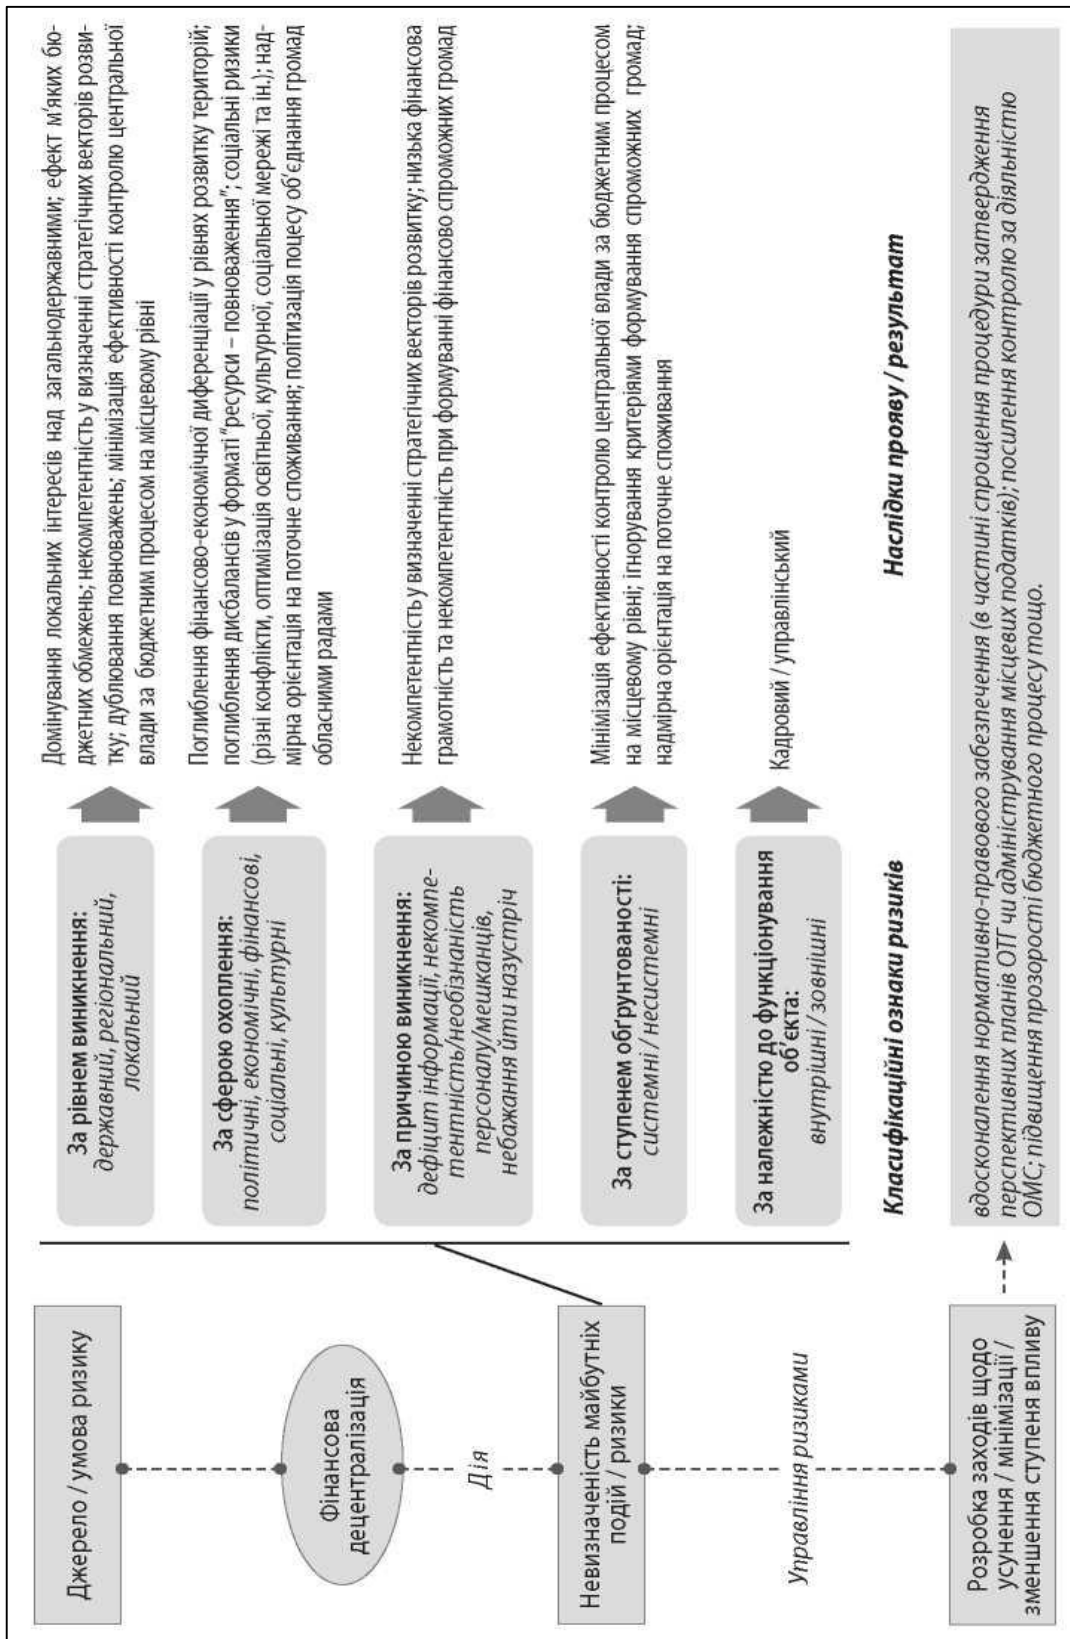 Джерело / умова ризику
Фінансова
децентралізація
Дія
Невизначеність майбутніх
подій / ризики
Управління ризиками
Розробка заходів щодо
усунення / мінімізації /
зменшення ступеня впливу
За рівнем виникнення:
державний, регіональний,
локальний
Домінування локальних інтересів над загальнодержавними; ефект м'яких бю-
джетних обмежень; некомпетентність у визначенні стратегічних векторів розви-
тку; дублювання повноважень; мінімізація ефективності контролю центральної
влади за бюджетним процесом на місцевому рівні
За сферою охоплення:
політичні, економічні, фінансові,
соціальні, культурні
Поглиблення фінансово-економічної диференціації у рівнях розвитку територій;
поглиблення дисбалансів у форматі "ресурси – повноваження"; соціальні ризики
(різні конфлікти, оптимізація освітньої, культурної, соціальної мережі та ін.); над-
мірна орієнтація на поточне споживання; політизація поцесу об'єднання громад
обласними радами
За причиною виникнення:
дефіцит інформації, некомпе-
тентність/необізнаність
персоналу/мешканців,
небажання йти назустріч
Некомпетентність у визначенні стратегічних векторів розвитку; низька фінансова
грамотність та некомпетентність при формуванні фінансово спроможних громад
За ступенем обґрунтованості:
системні / несистемні
Мінімізація ефективності контролю центральної влади за бюджетним процесом
на місцевому рівні; ігнорування критеріями формування спроможних громад;
надмірна орієнтація на поточне споживання
За належністю до функціонування
об'єкта:
внутрішні / зовнішні
Кадровий / управлінський
Класифікаційні ознаки ризиків
Наслідки прояву / результат
вдосконалення нормативно-правового забезпечення (в частині спрощення процедури затвердження
перспективних планів ОТГ чи адміністрування місцевих податків); посилення контролю за діяльністю
ОМС; підвищення прозорості бюджетного процесу тощо.